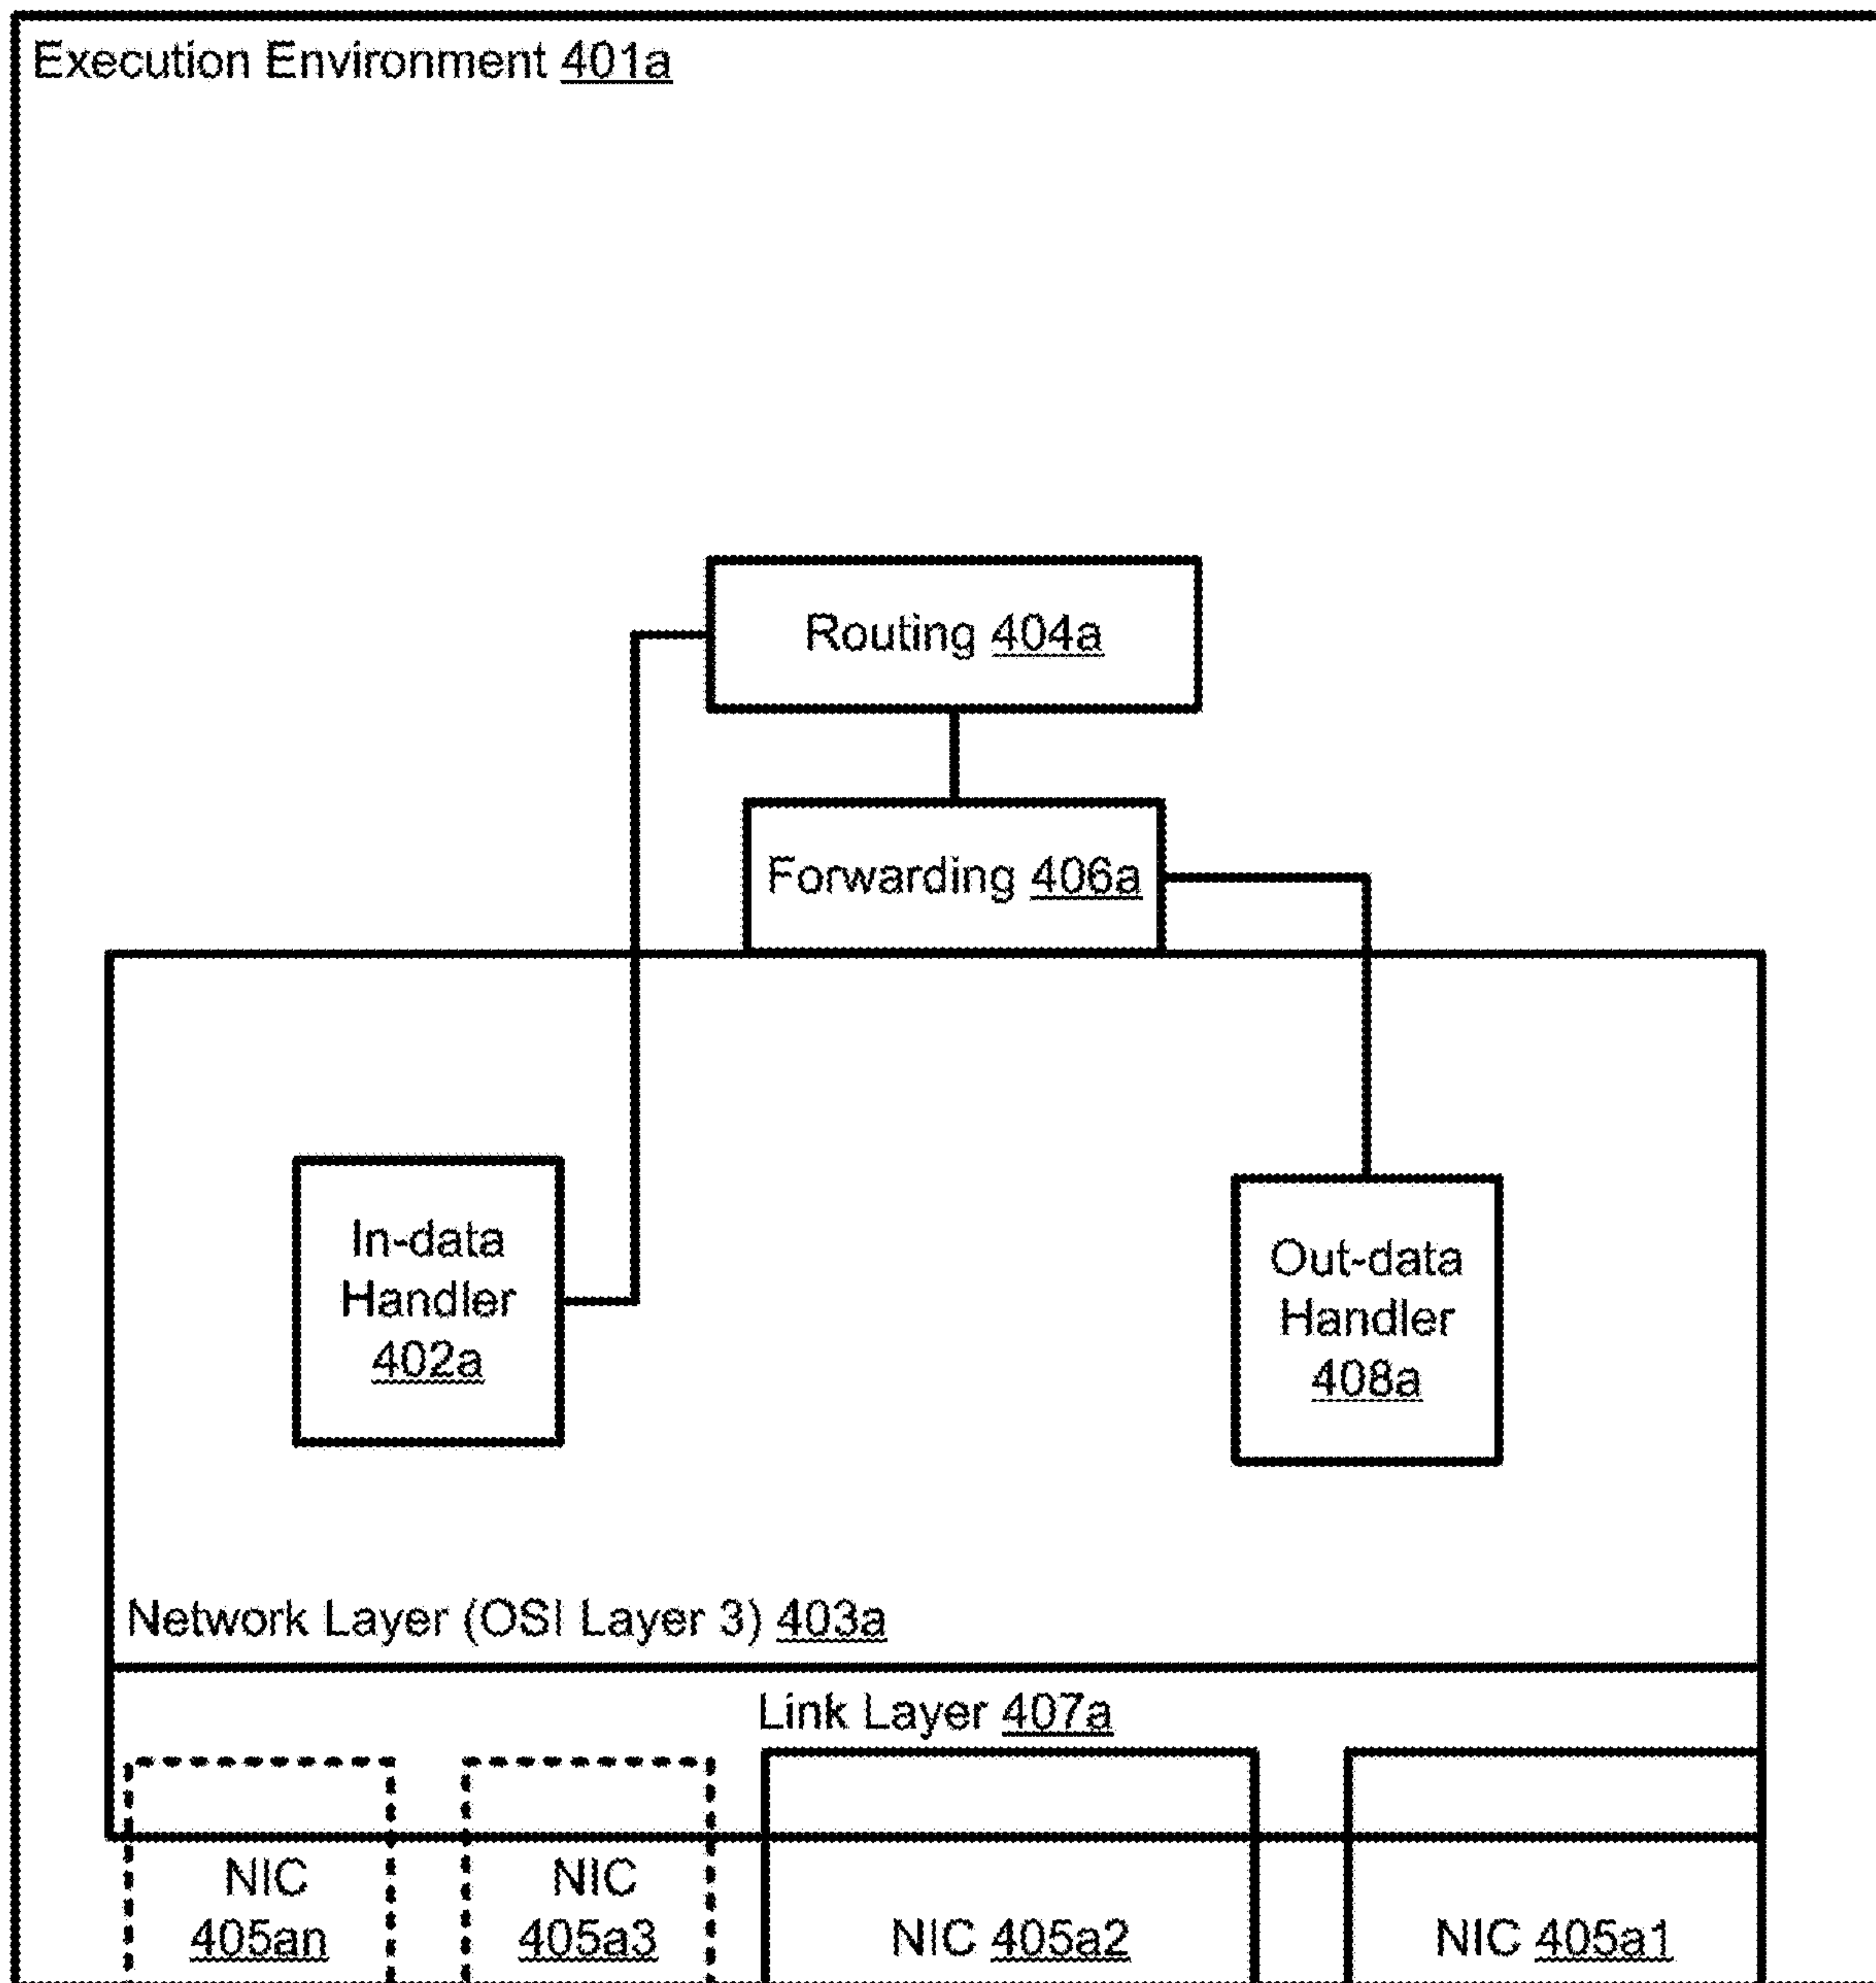 Execution Environment 401a
Routing 404a
Forwarding 406a
In-data
Handler
402a
Out-data
Handler
408a
Network Layer (OSI Layer 3) 403a
Link Layer 407a
NIC
405an
NIC
405a3
NIC 405a2
NIC 405a1